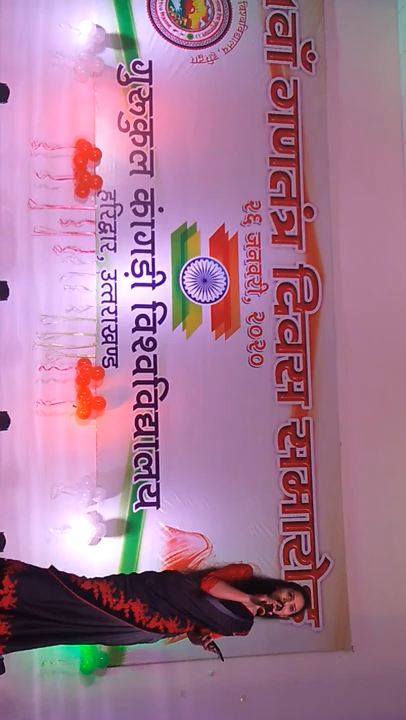 वाँ गणतंत्र दिवस समारोह
२६ जनवरी, २०२०
गुरुकुल कांगड़ी विश्वविद्यालय
हरिद्वार, उत्तराखण्ड